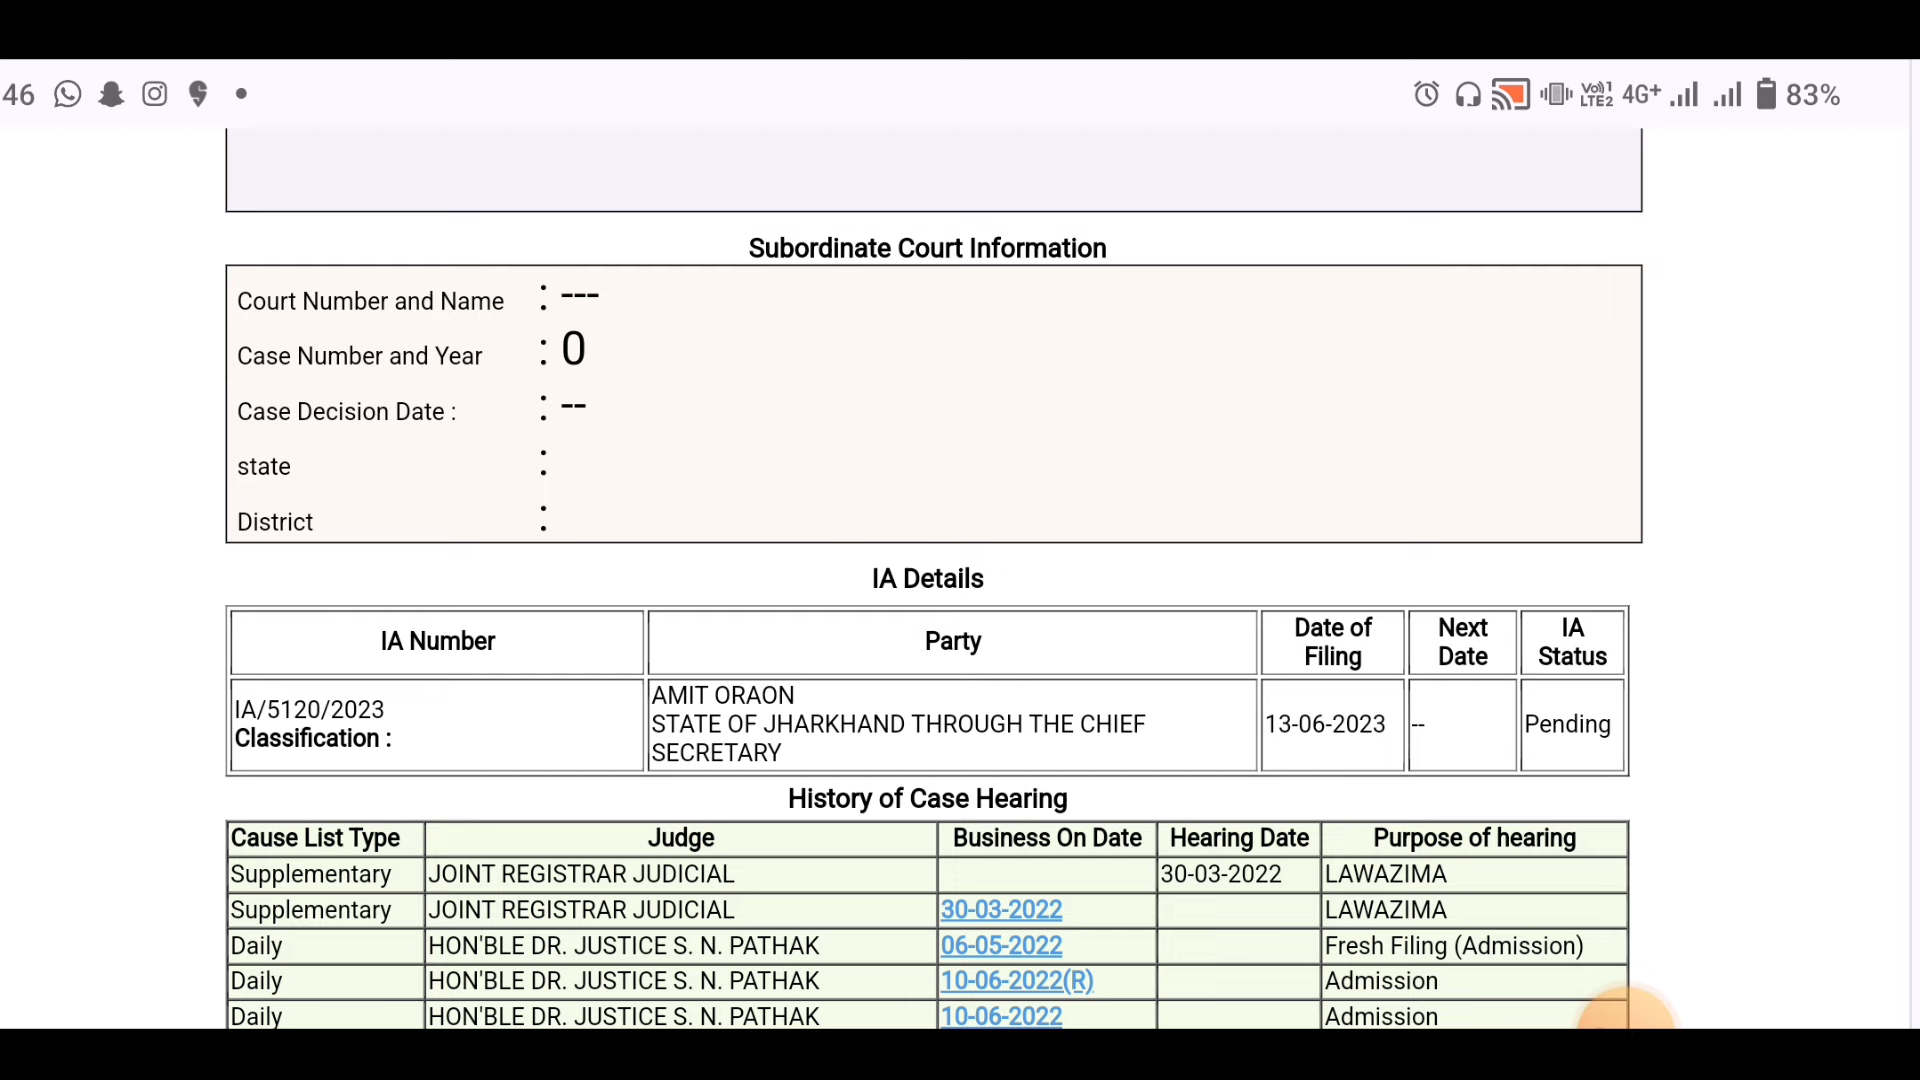 46 Vo)) 1 LTE2 4G+ 83%
Subordinate Court Information
Court Number and Name : ---
Case Number and Year : 0
Case Decision Date : : --
state :
District :
IA Details
IA Number Party Date of Filing Next Date IA Status
IA/5120/2023
Classification :
AMIT ORAON
STATE OF JHARKHAND THROUGH THE CHIEF
SECRETARY
13-06-2023 -- Pending
History of Case Hearing
Cause List Type Judge Business On Date Hearing Date Purpose of hearing
Supplementary JOINT REGISTRAR JUDICIAL 30-03-2022 LAWAZIMA
Supplementary JOINT REGISTRAR JUDICIAL 30-03-2022 LAWAZIMA
Daily HON'BLE DR. JUSTICE S. N. PATHAK 06-05-2022 Fresh Filing (Admission)
Daily HON'BLE DR. JUSTICE S. N. PATHAK 10-06-2022(R) Admission
Daily HON'BLE DR. JUSTICE S. N. PATHAK 10-06-2022 Admission